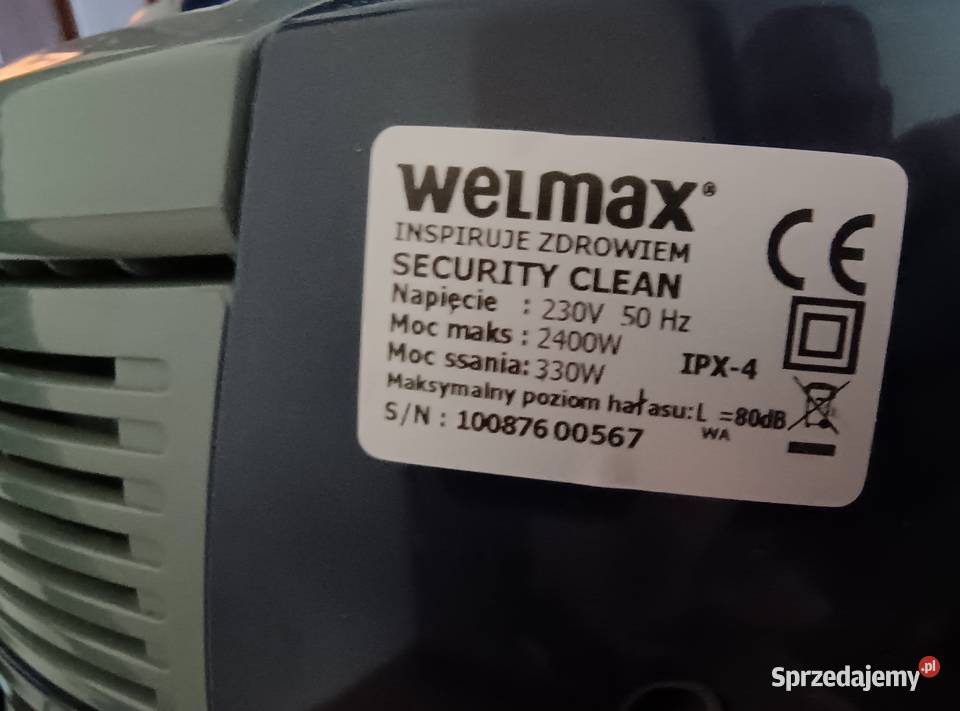 WELMAX®
INSPIRUJE ZDROWIEM
SECURITY CLEAN
CE
Napięcie : 230V 50 Hz
Moc maks : 2400W
Moc ssania: 330W
IPX-4
Maksymalny poziom hałasu: L WA =80dB
S/N : 10087600567
Sprzedajemy.pl